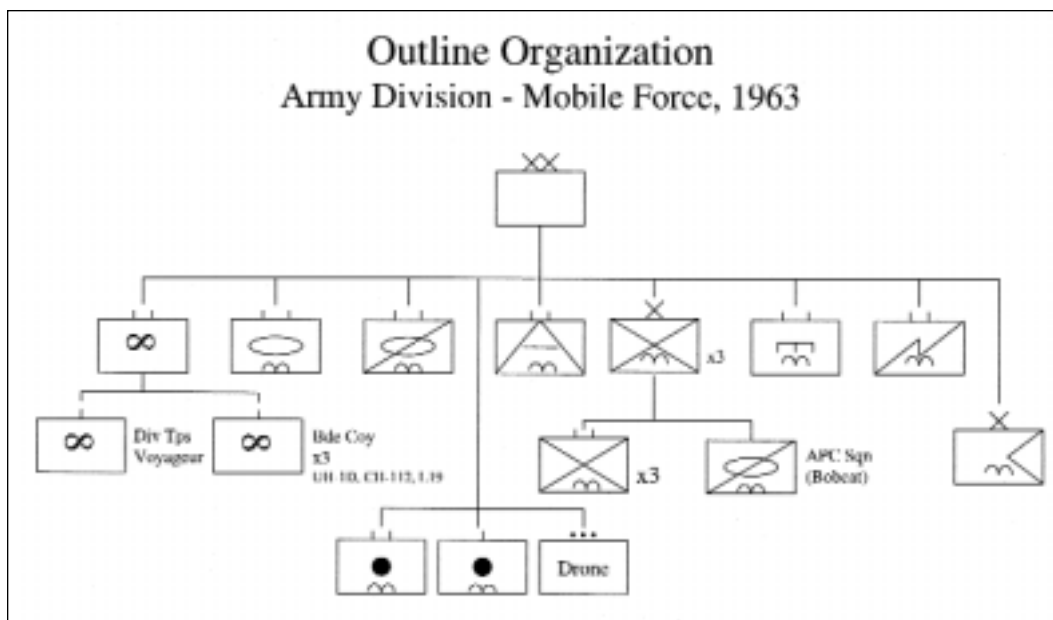 Outline Organization
Army Division - Mobile Force, 1963
x3
Div Tps
Voyageur
Bde Coy
x3
UH-1D, CH-112, L19
x3
APC Sqn
(Bobcat)
Drone